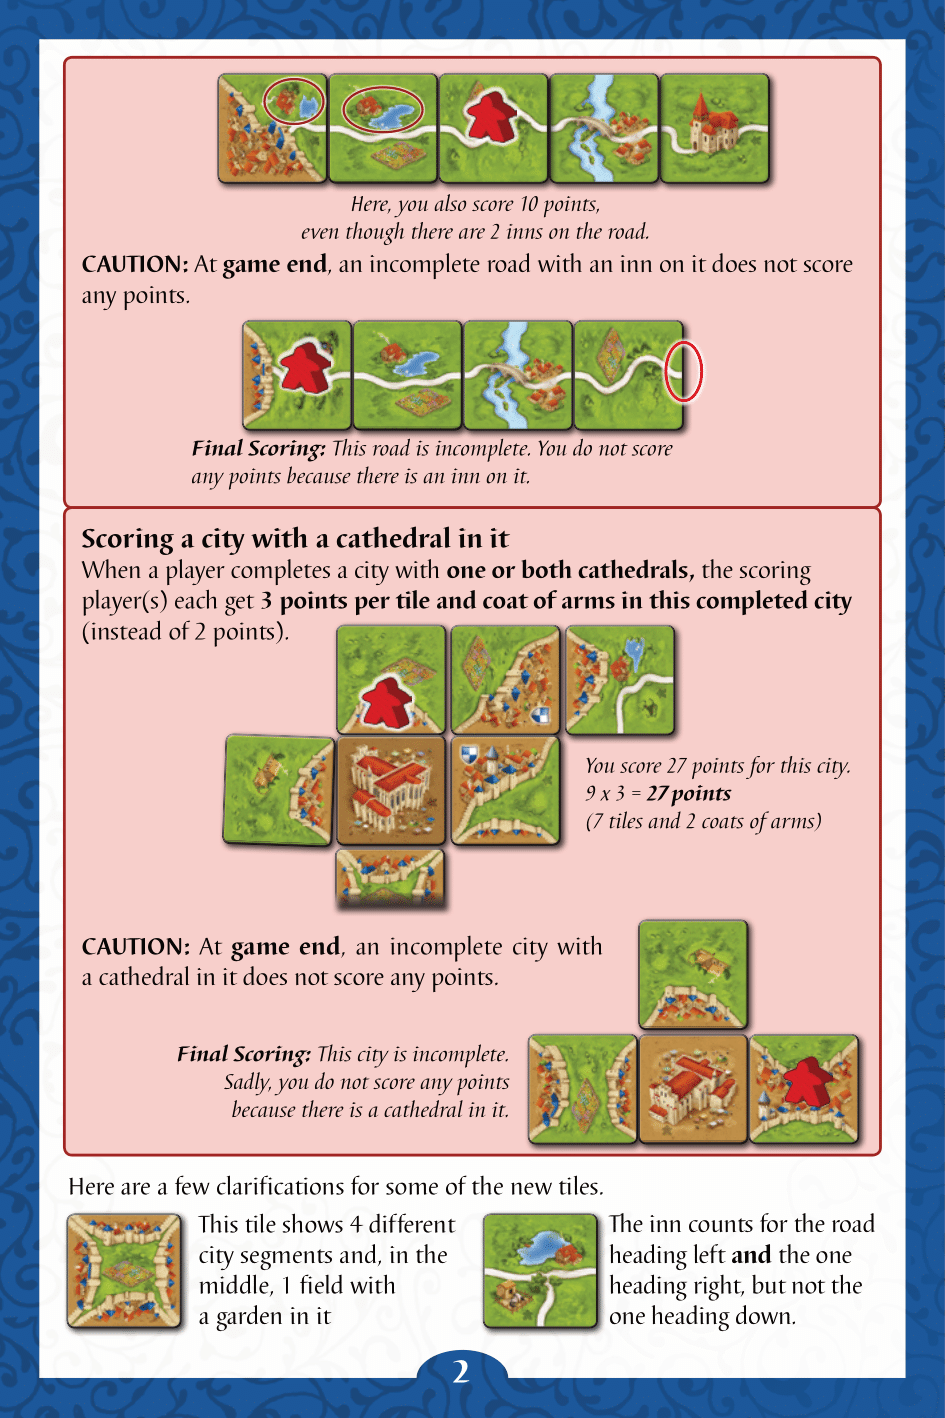 Here, you also score 10 points,
even though there are 2 inns on the road.
CAUTION: At game end, an incomplete road with an inn on it does not score
any points.
Final Scoring: This road is incomplete. You do not score
any points because there is an inn on it.
Scoring a city with a cathedral in it
When a player completes a city with one or both cathedrals, the scoring
player(s) each get 3 points per tile and coat of arms in this completed city
(instead of 2 points).
You score 27 points for this city.
9 x 3 = 27 points
(7 tiles and 2 coats of arms)
CAUTION: At game end, an incomplete city with
a cathedral in it does not score any points.
Final Scoring: This city is incomplete.
Sadly, you do not score any points
because there is a cathedral in it.
Here are a few clarifications for some of the new tiles.
This tile shows 4 different
city segments and, in the
middle, 1 field with
a garden in it
The inn counts for the road
heading left and the one
heading right, but not the
one heading down.
2